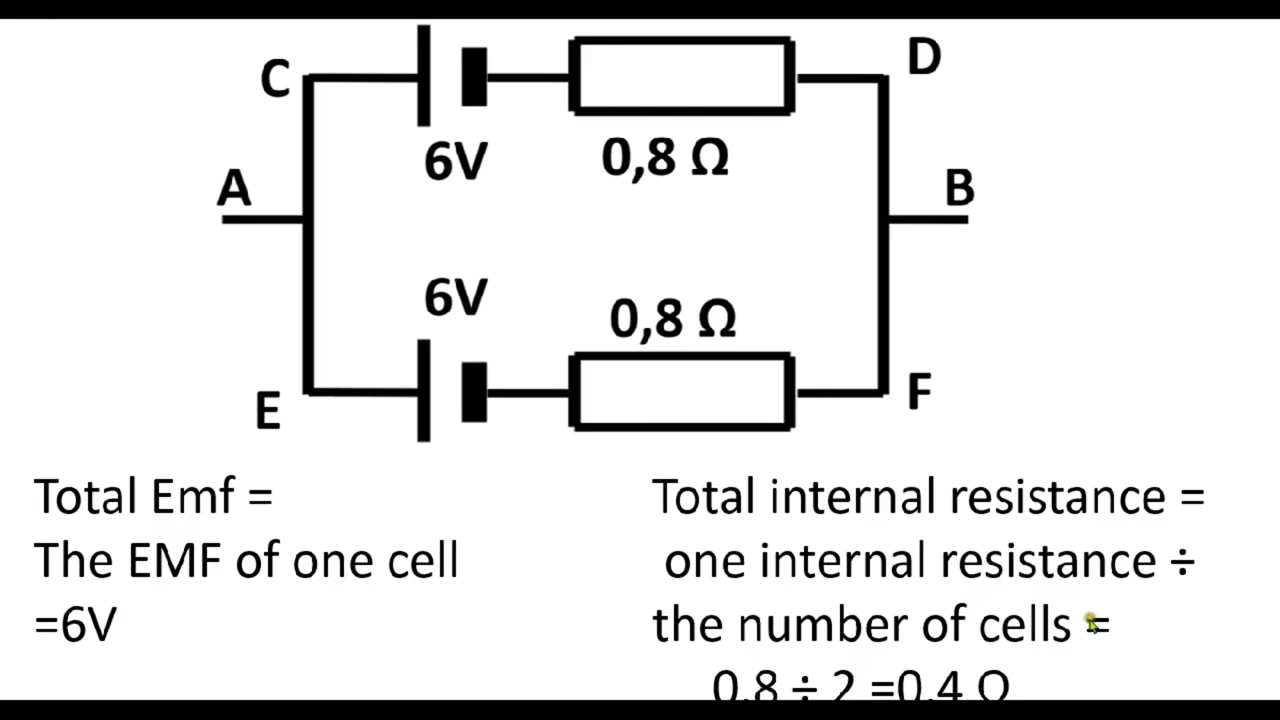 C
D
6V
0,8 Ω
A
B
6V
0,8 Ω
E
F
Total Emf =
The EMF of one cell
=6V
Total internal resistance =
one internal resistance ÷
the number of cells =
0,8 ÷ 2 =0,4 Ω